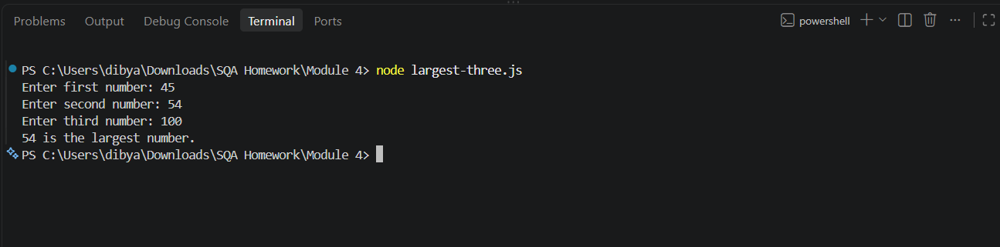 Problems Output Debug Console Terminal Ports powershell
PS C:\Users\dibya\Downloads\SQA Homework\Module 4> node largest-three.js
Enter first number: 45
Enter second number: 54
Enter third number: 100
54 is the largest number.
PS C:\Users\dibya\Downloads\SQA Homework\Module 4>